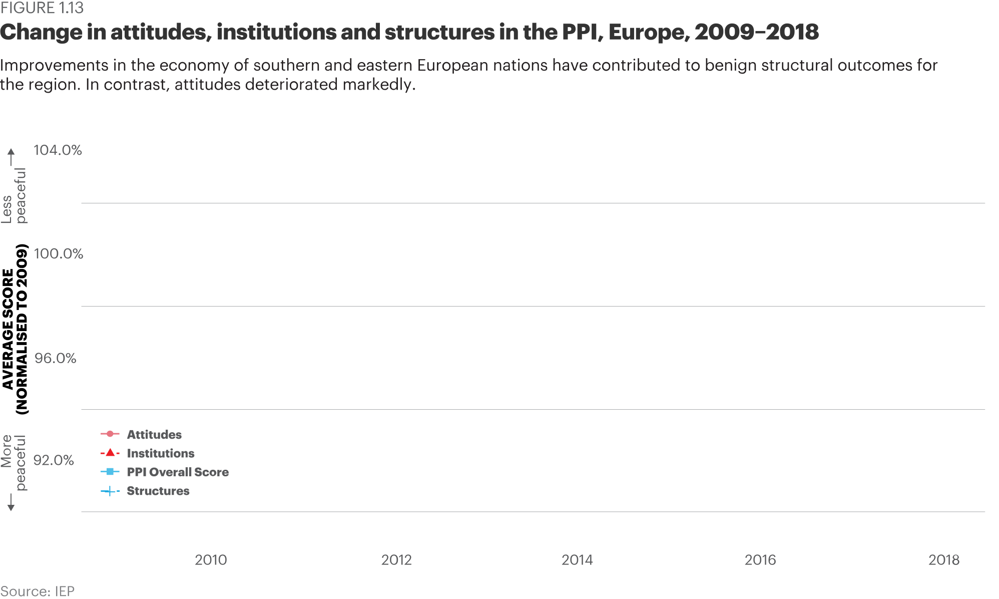 FIGURE 1.13
Change in attitudes, institutions and structures in the PPI, Europe, 2009–2018
Improvements in the economy of southern and eastern European nations have contributed to benign structural outcomes for
the region. In contrast, attitudes deteriorated markedly.
Less
peaceful
AVERAGE SCORE
(NORMALISED TO 2009)
More
peaceful
104.0%
100.0%
96.0%
92.0%
Attitudes
Institutions
PPI Overall Score
Structures
2010
2012
2014
2016
2018
Source: IEP